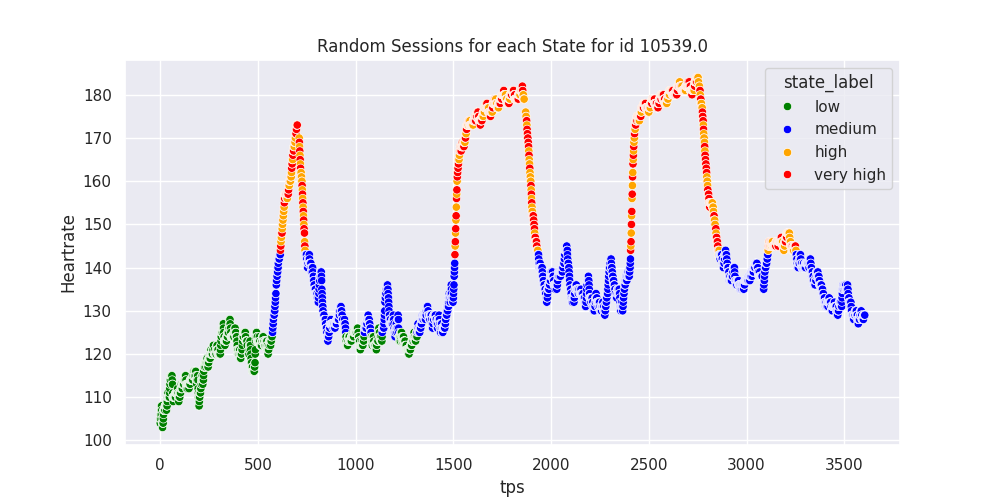 Random Sessions for each State for id 10539.0
state_label
low
medium
high
very high
Heartrate
180
170
160
150
140
130
120
110
100
0 500 1000 1500 2000 2500 3000 3500
tps